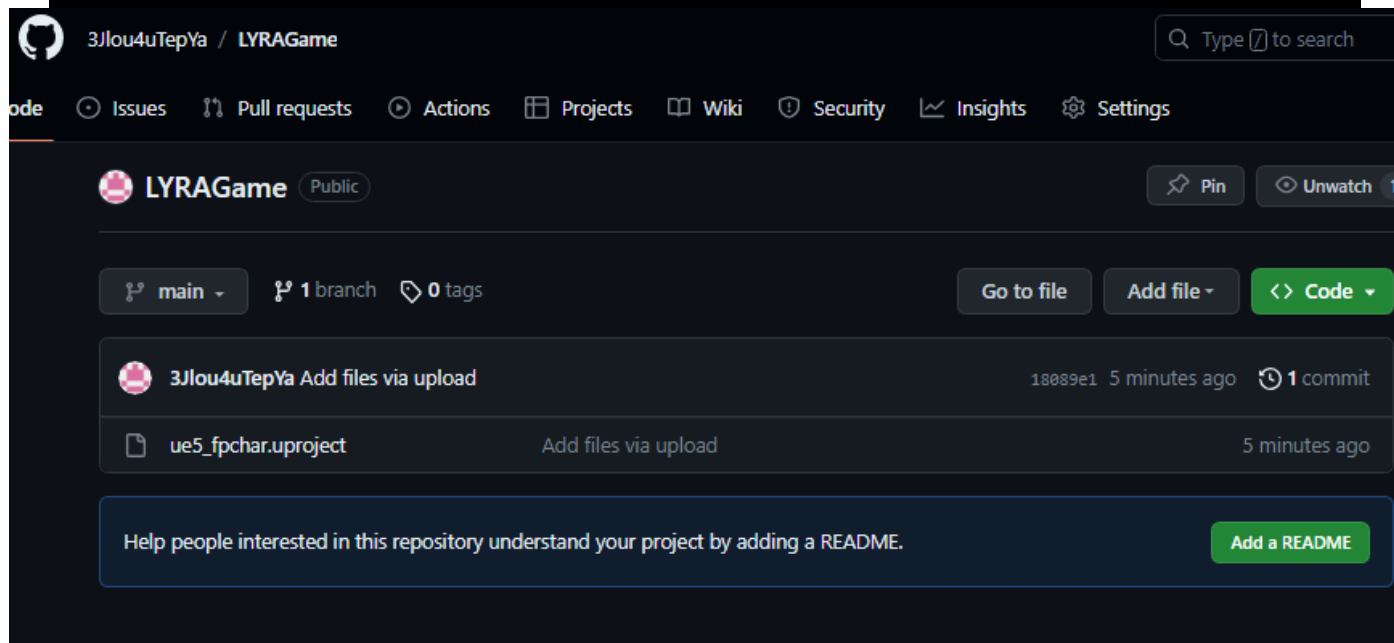 3Jlou4uTepYa / LYRAGame
Type / to search
ode Issues Pull requests Actions Projects Wiki Security Insights Settings
LYRAGame Public
Pin Unwatch 1
main 1 branch 0 tags
Go to file Add file <> Code
3Jlou4uTepYa Add files via upload 18089e1 5 minutes ago 1 commit
ue5_fpchar.uproject Add files via upload 5 minutes ago
Help people interested in this repository understand your project by adding a README. Add a README